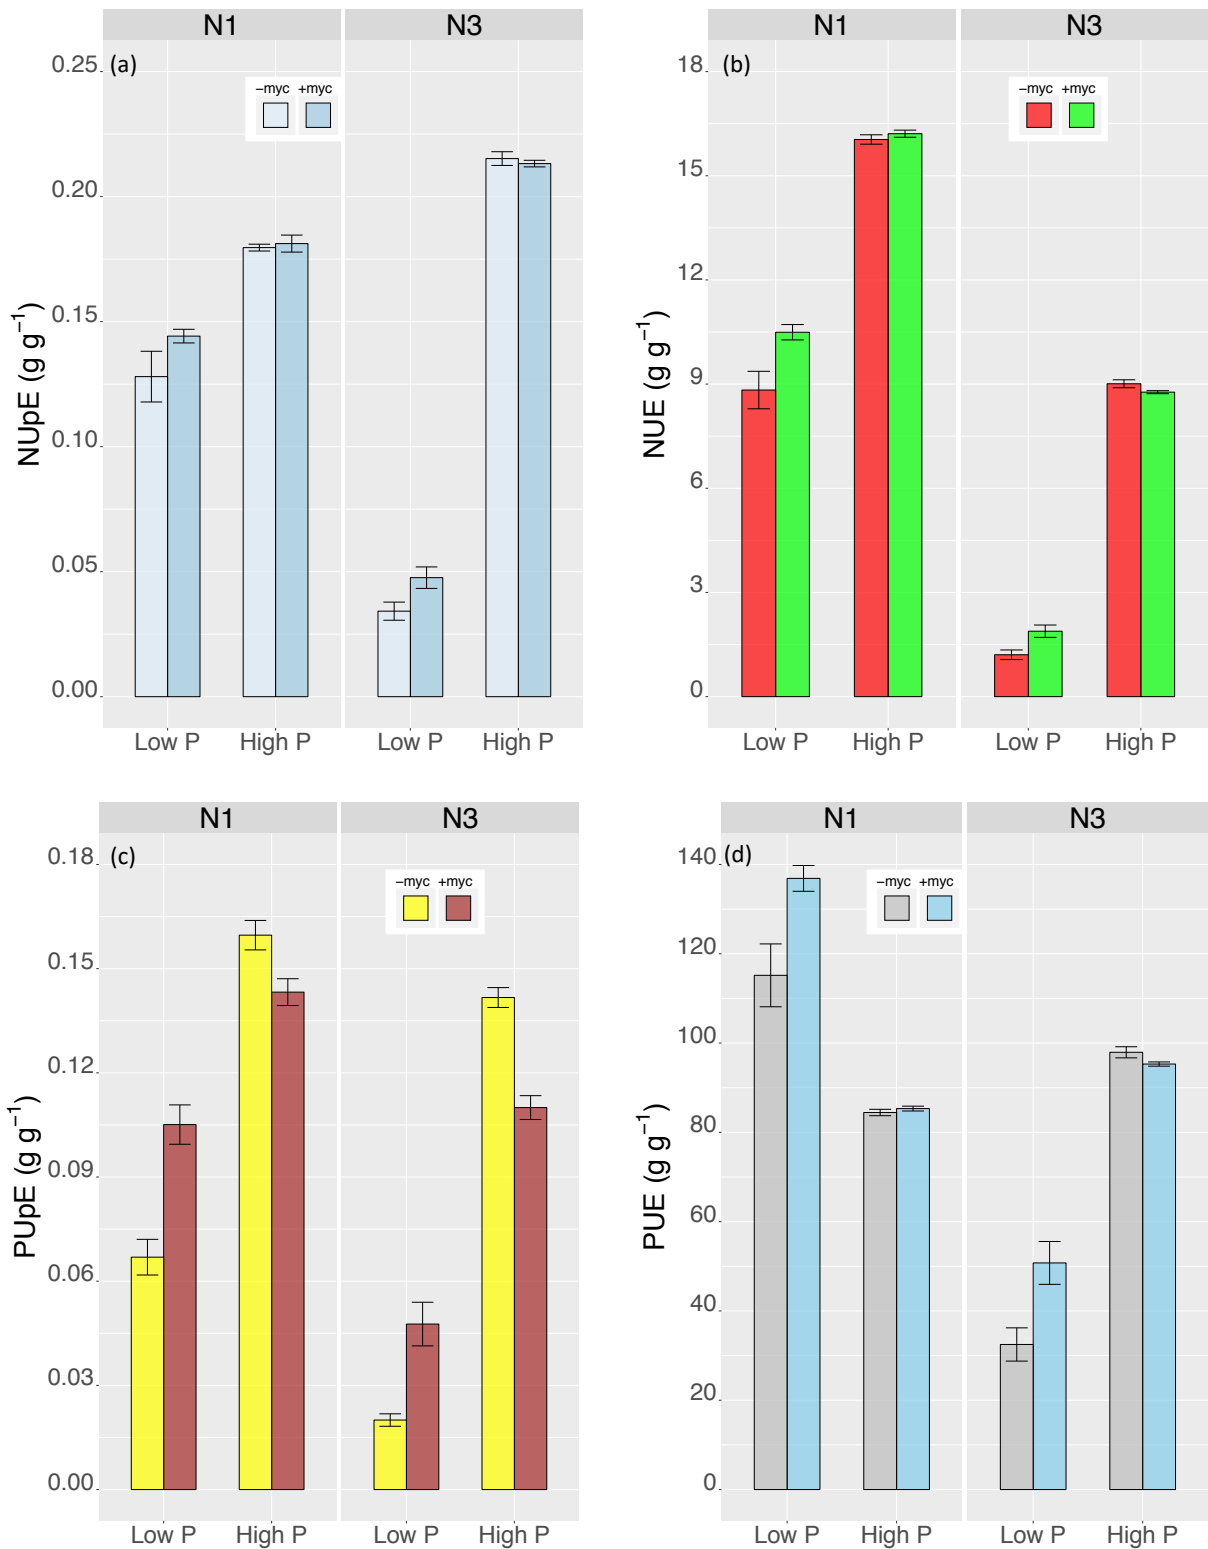 N1 N3
(a)
−myc +myc
0.25
0.20
0.15
0.10
0.05
0.00
NUpE (g g⁻¹)
Low P High P Low P High P
N1 N3
(b)
−myc +myc
18
15
12
9
6
3
0
NUE (g g⁻¹)
Low P High P Low P High P
N1 N3
(c)
−myc +myc
0.18
0.15
0.12
0.09
0.06
0.03
0.00
PUpE (g g⁻¹)
Low P High P Low P High P
N1 N3
(d)
−myc +myc
140
120
100
80
60
40
20
0
PUE (g g⁻¹)
Low P High P Low P High P